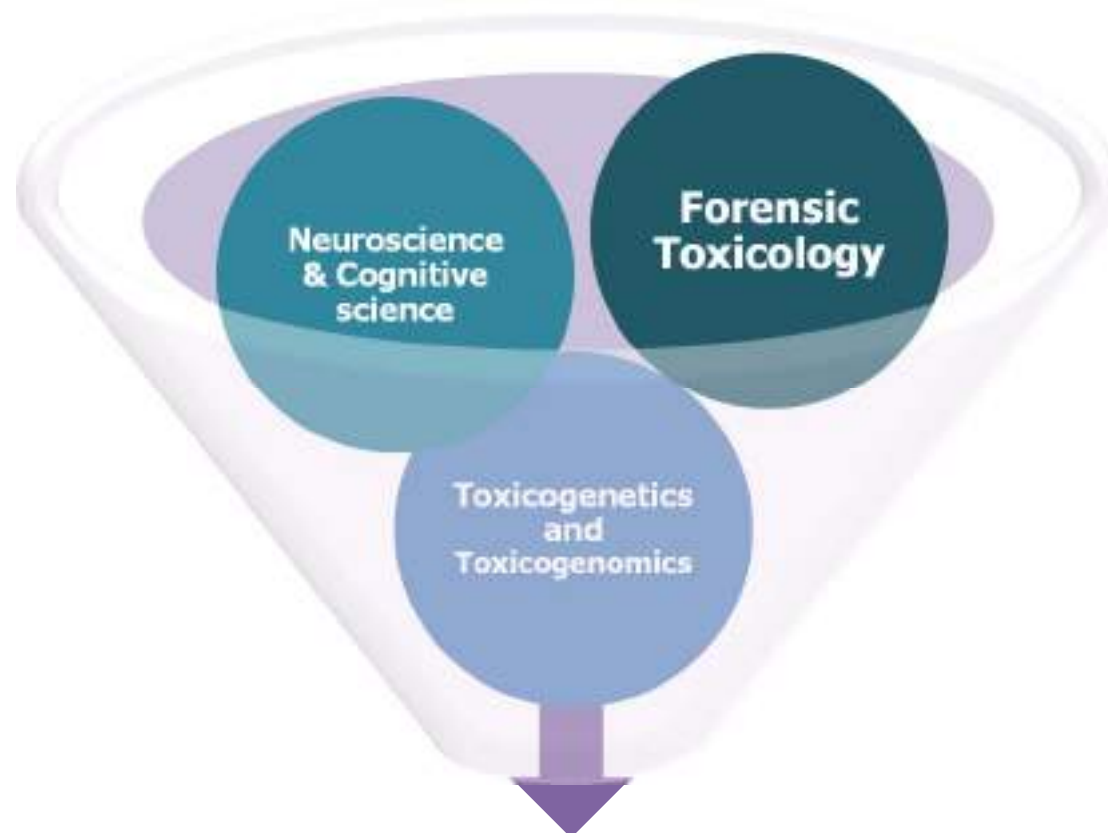 Neuroscience
& Cognitive
science
Forensic
Toxicology
Toxicogenetics
and
Toxicogenomics